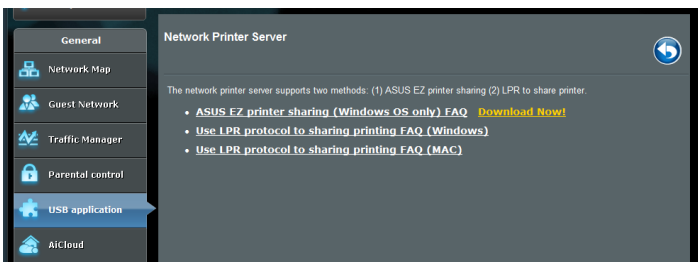 General
Network Map
Guest Network
Traffic Manager
Parental control
USB application
AiCloud
Network Printer Server
The network printer server supports two methods: (1) ASUS EZ printer sharing (2) LPR to share printer.
ASUS EZ printer sharing (Windows OS only) FAQ Download Now!
Use LPR protocol to sharing printing FAQ (Windows)
Use LPR protocol to sharing printing FAQ (MAC)